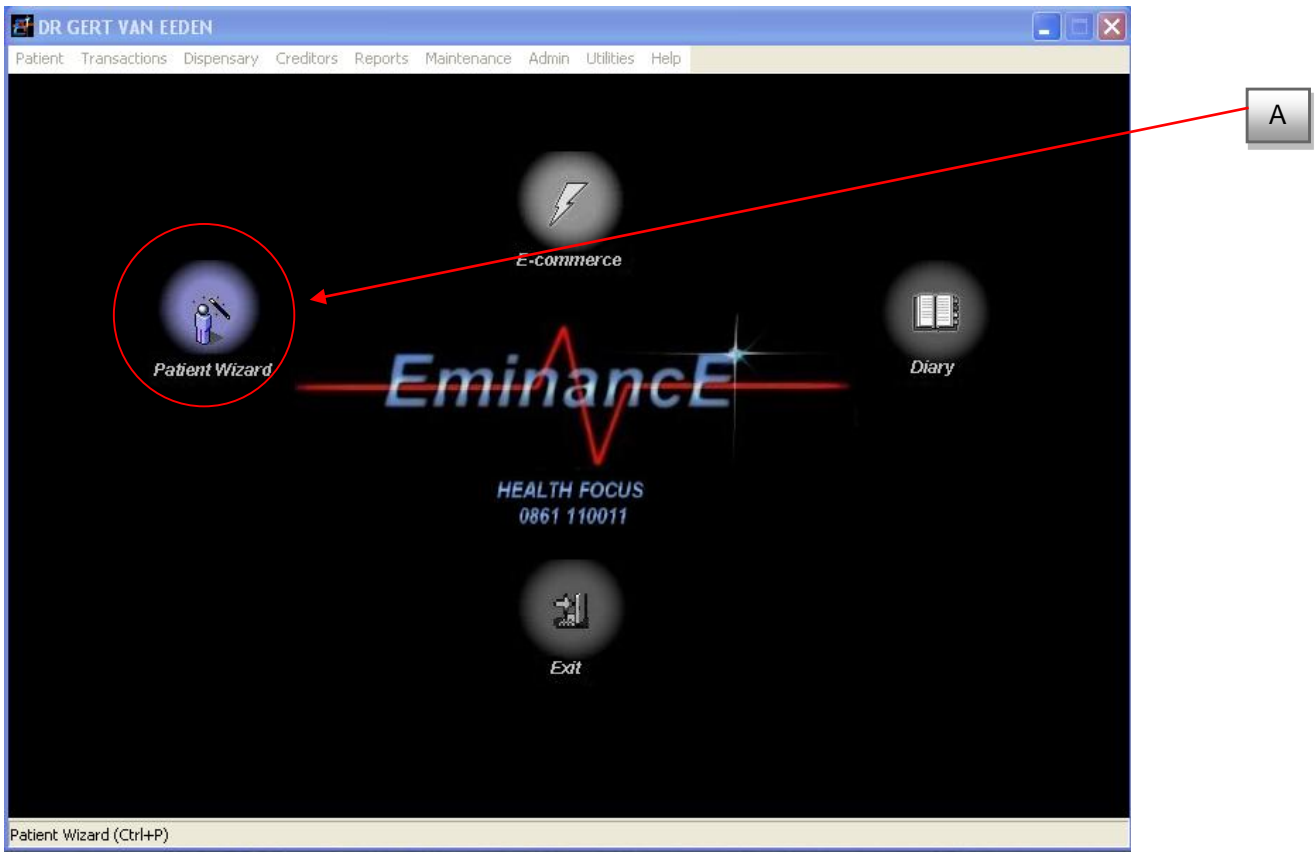 DR GERT VAN EEDEN
Patient Transactions Dispensary Creditors Reports Maintenance Admin Utilities Help
A
E-commerce
Patient Wizard
Diary
EminancE
HEALTH FOCUS
0861 110011
Exit
Patient Wizard (Ctrl+P)